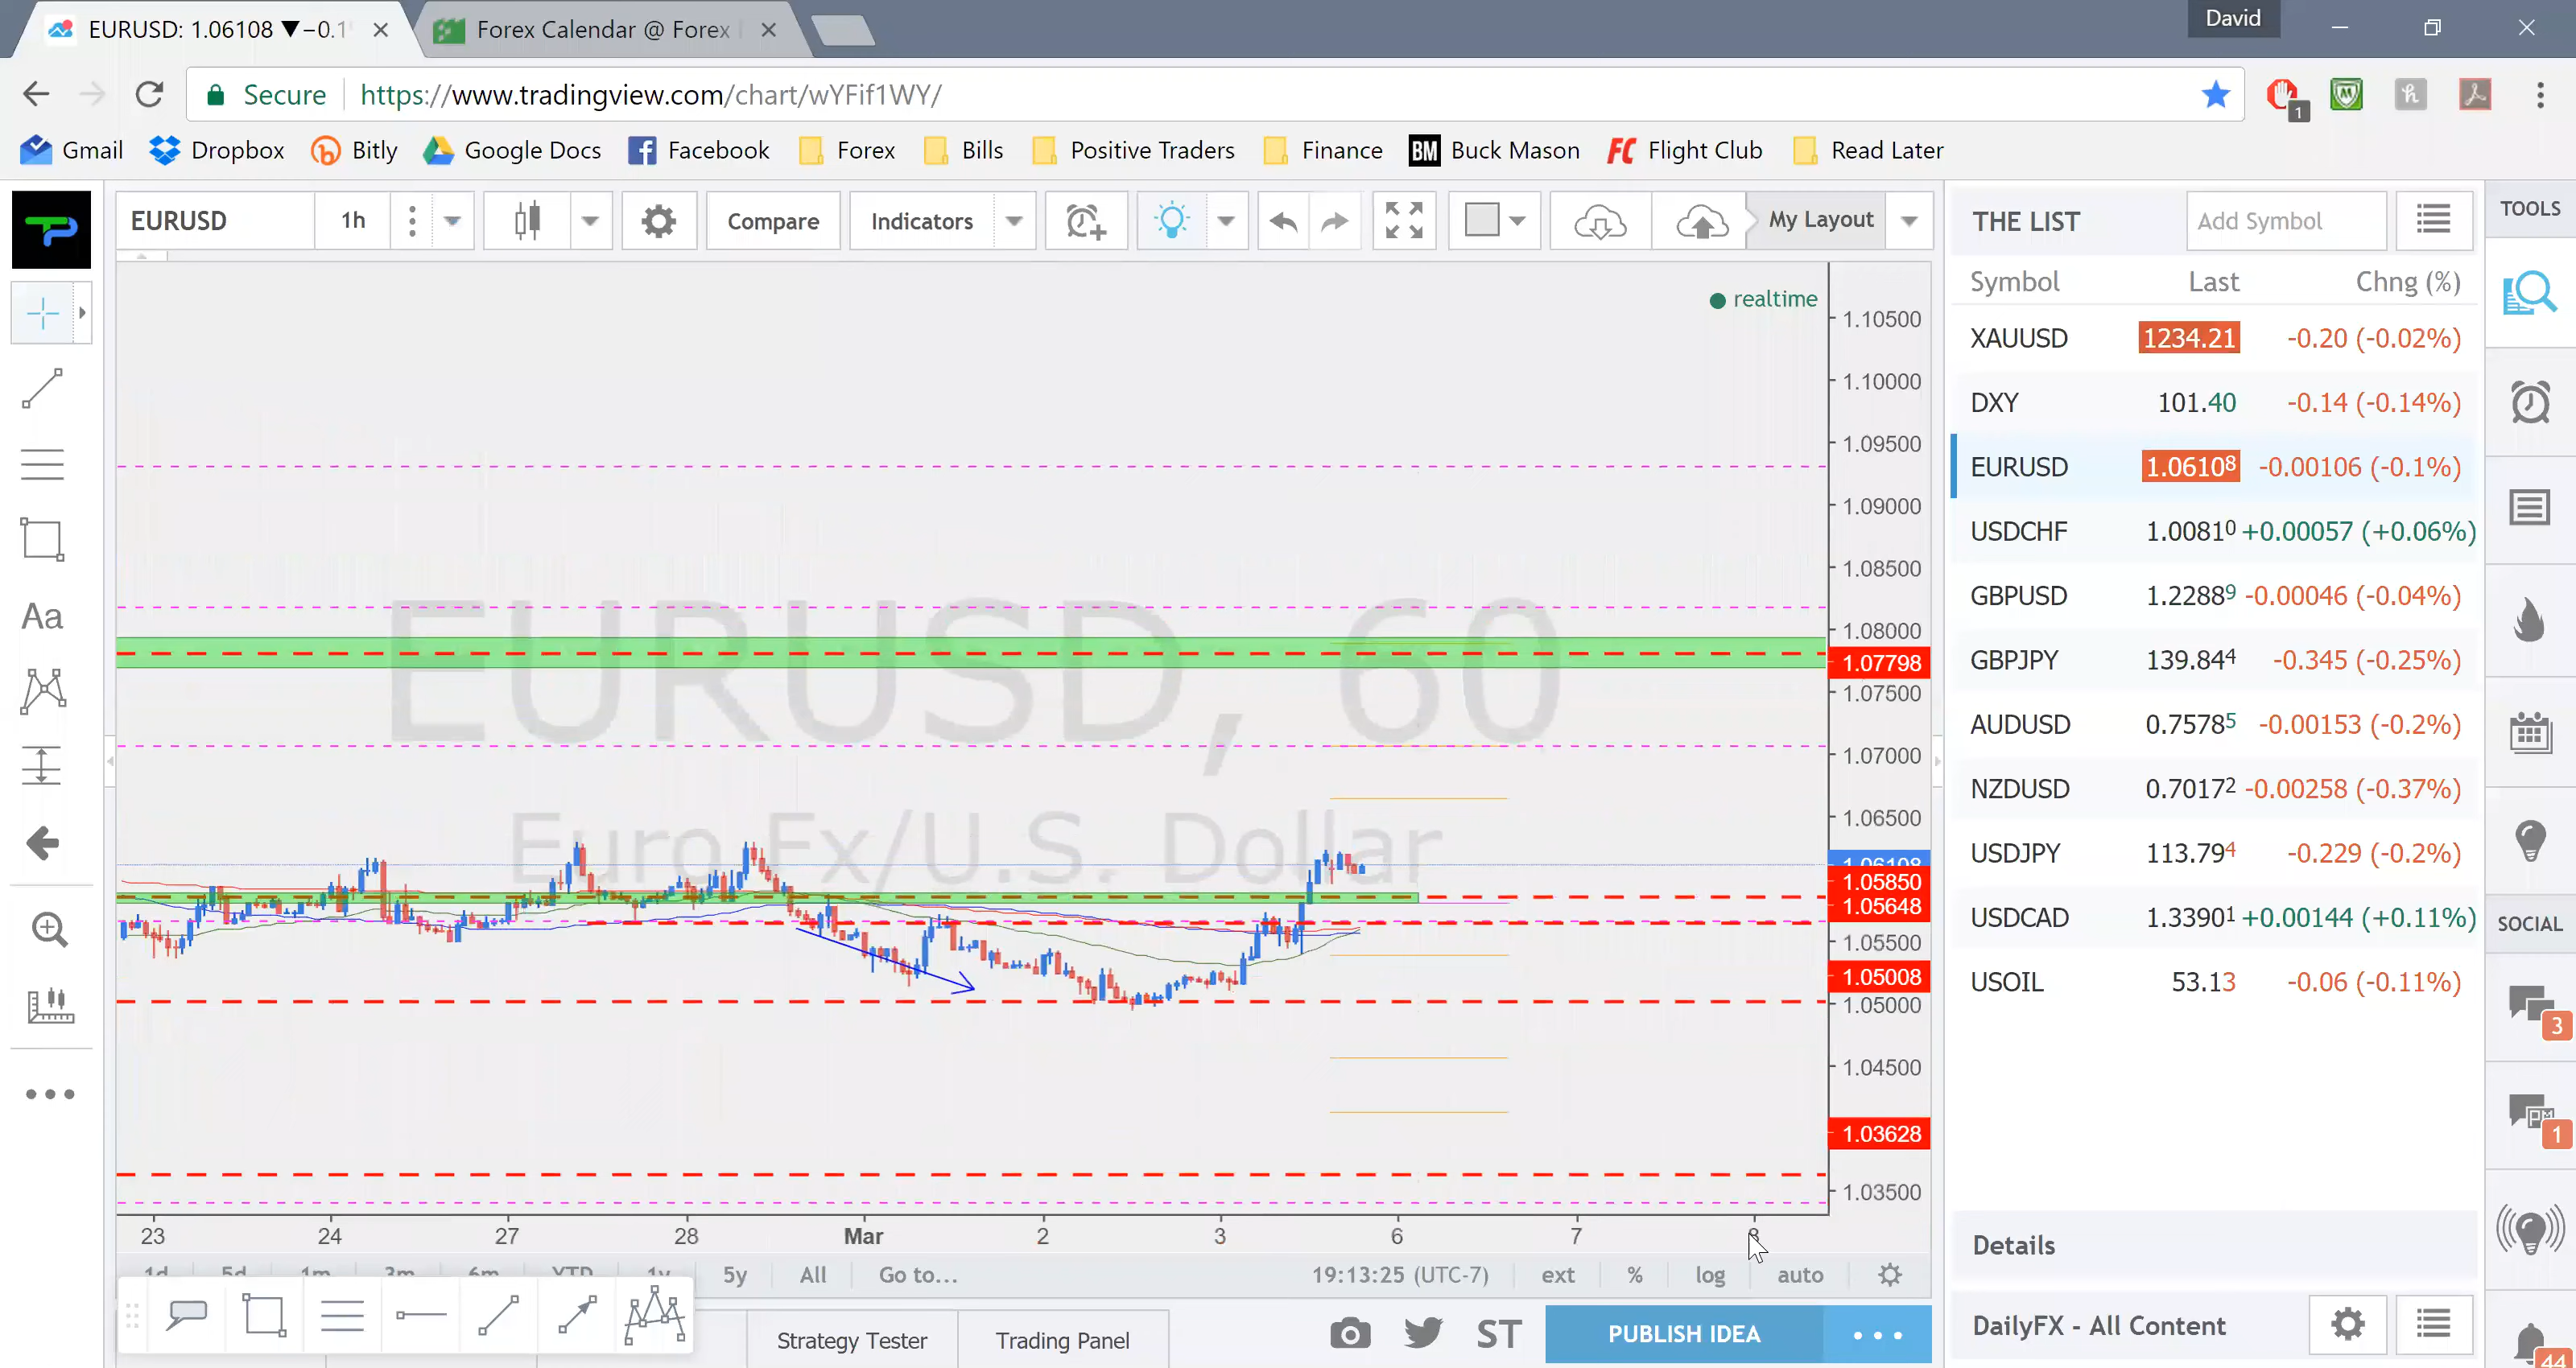 EURUSD: 1.06108 ▼−0.1
Forex Calendar @ Forex
David
Secure https://www.tradingview.com/chart/wYFif1WY/
1
Gmail Dropbox Bitly Google Docs Facebook Forex Bills Positive Traders Finance BM Buck Mason FC Flight Club Read Later
EURUSD 1h Compare Indicators My Layout
THE LIST Add Symbol
TOOLS
Symbol Last Chng (%)
XAUUSD 1234.21 -0.20 (-0.02%)
DXY 101.40 -0.14 (-0.14%)
EURUSD 1.06108 -0.00106 (-0.1%)
USDCHF 1.00810 +0.00057 (+0.06%)
GBPUSD 1.22889 -0.00046 (-0.04%)
GBPJPY 139.844 -0.345 (-0.25%)
AUDUSD 0.75785 -0.00153 (-0.2%)
NZDUSD 0.70172 -0.00258 (-0.37%)
USDJPY 113.794 -0.229 (-0.2%)
USDCAD 1.33901 +0.00144 (+0.11%)
USOIL 53.13 -0.06 (-0.11%)
SOCIAL
3
1
44
Aa
realtime
EURUSD, 60
Euro Fx/U.S. Dollar
1.10500
1.10000
1.09500
1.09000
1.08500
1.08000
1.07798
1.07500
1.07000
1.06500
1.06108
1.05850
1.05648
1.05500
1.05008
1.05000
1.04500
1.03628
1.03500
23 24 27 28 Mar 2 3 6 7 8
1d 5d 1m 3m 6m YTD 1y 5y All Go to... 19:13:25 (UTC-7) ext % log auto
Strategy Tester Trading Panel ST PUBLISH IDEA
Details
DailyFX - All Content